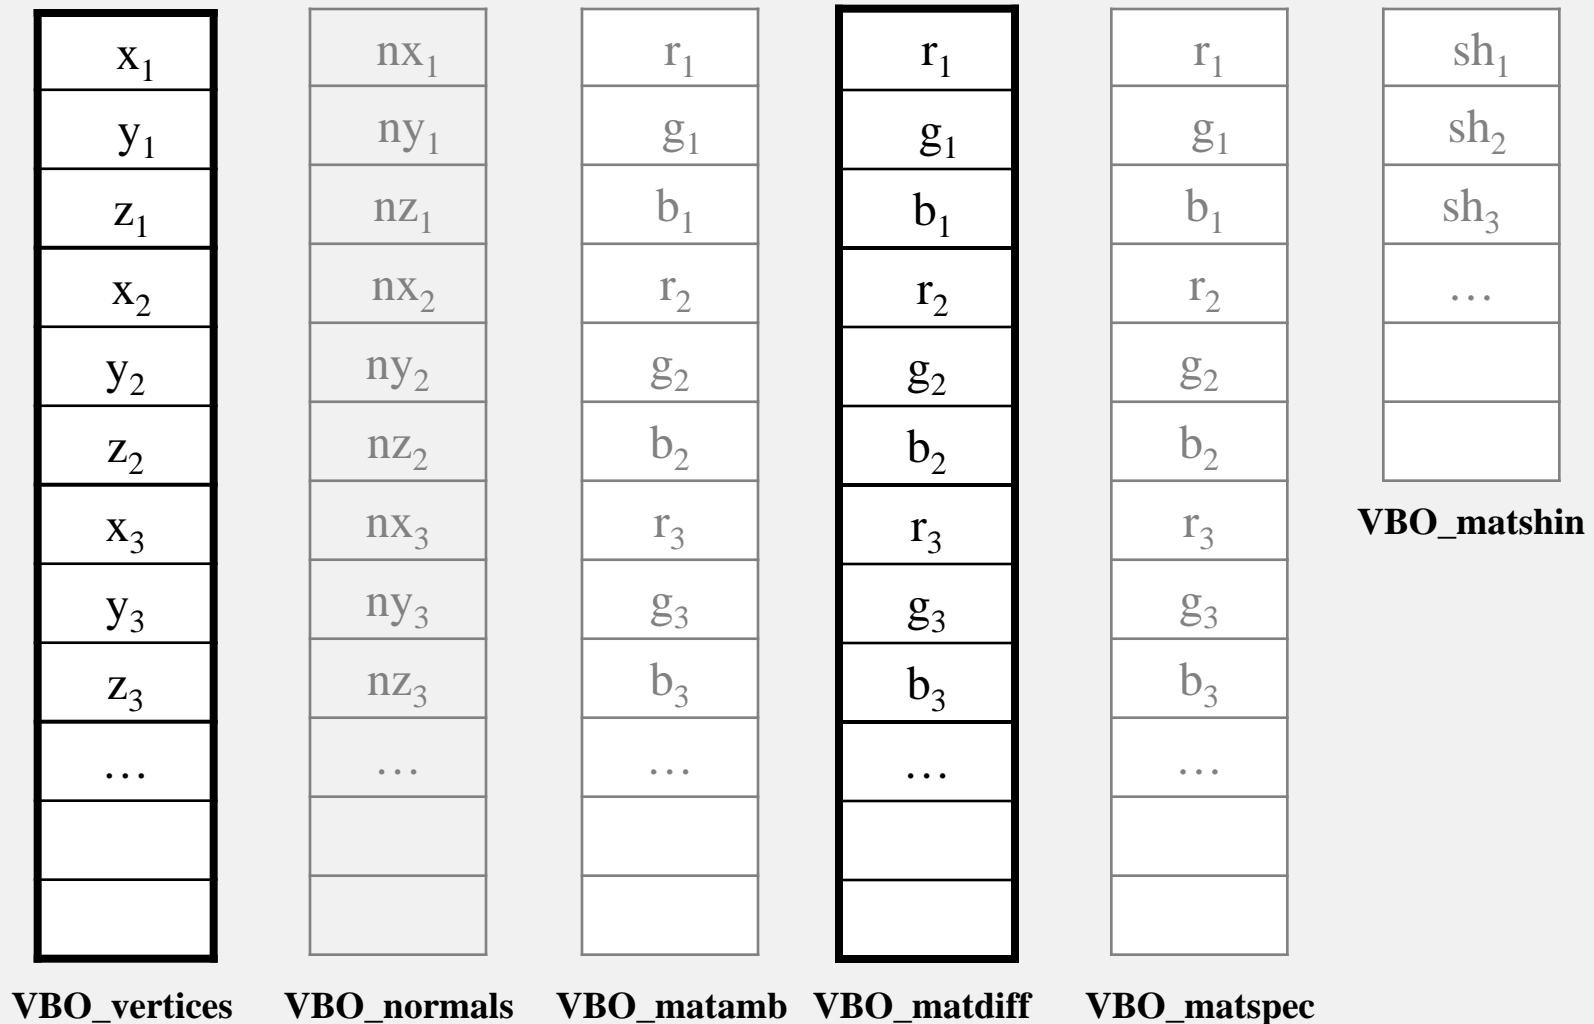 x₁ nx₁ r₁ r₁ r₁ sh₁
y₁ ny₁ g₁ g₁ g₁ sh₂
z₁ nz₁ b₁ b₁ b₁ sh₃
x₂ nx₂ r₂ r₂ r₂ …
y₂ ny₂ g₂ g₂ g₂
z₂ nz₂ b₂ b₂ b₂
x₃ nx₃ r₃ r₃ r₃ VBO_matshin
y₃ ny₃ g₃ g₃ g₃
z₃ nz₃ b₃ b₃ b₃
… … … … …
VBO_vertices VBO_normals VBO_matamb VBO_matdiff VBO_matspec